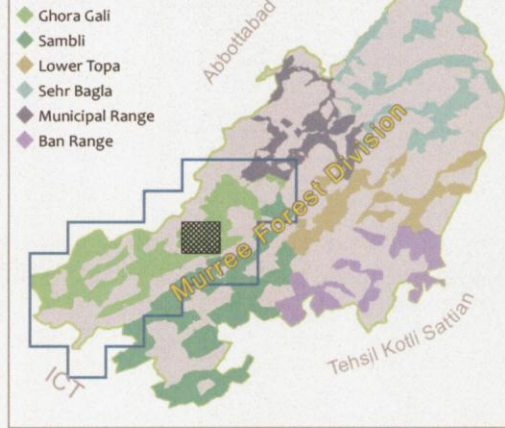 Ghora Gali
Sambli
Lower Topa
Sehr Bagla
Municipal Range
Ban Range
Abbottabad
Murree Forest Division
Tehsil Kotli Sattian
ICT